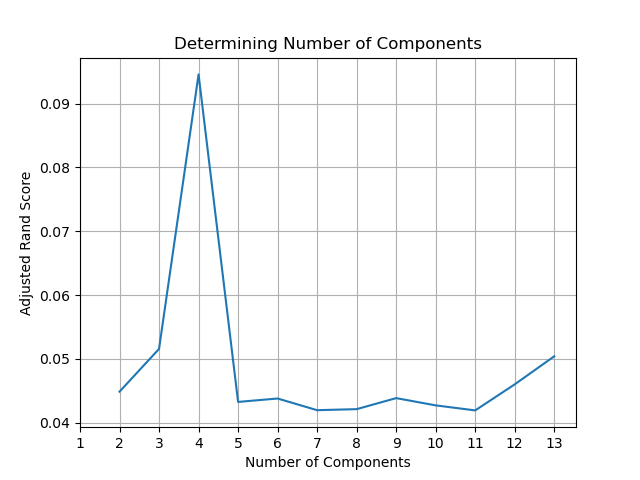 Determining Number of Components
Adjusted Rand Score
0.09
0.08
0.07
0.06
0.05
0.04
1 2 3 4 5 6 7 8 9 10 11 12 13
Number of Components